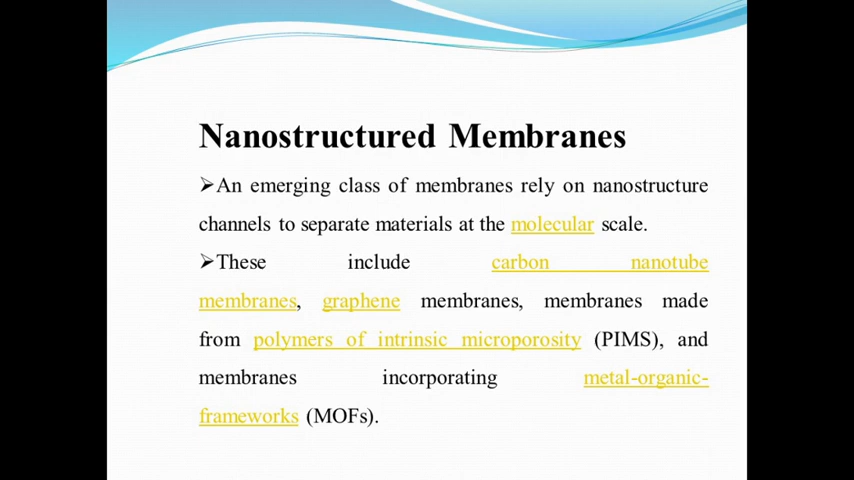 Nanostructured Membranes
➢An emerging class of membranes rely on nanostructure
channels to separate materials at the molecular scale.
➢These include carbon nanotube
membranes, graphene membranes, membranes made
from polymers of intrinsic microporosity (PIMS), and
membranes incorporating metal-organic-
frameworks (MOFs).